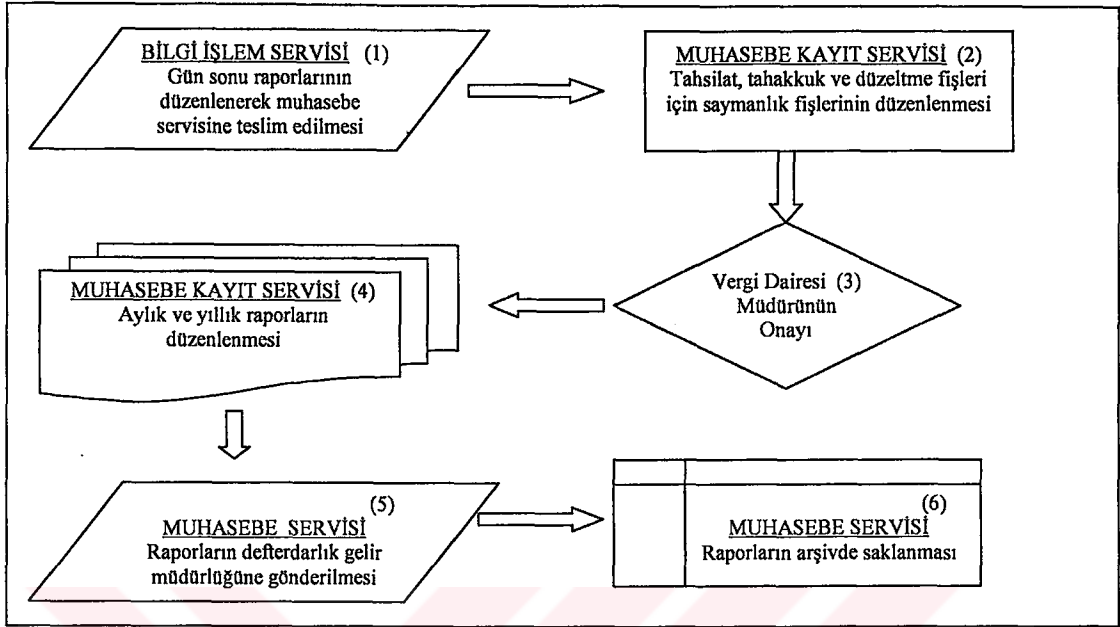 BİLGİ İŞLEM SERVİSİ (1)
Gün sonu raporlarının
düzenlenerek muhasebe
servisine teslim edilmesi
MUHASEBE KAYIT SERVİSİ (2)
Tahsilat, tahakkuk ve düzeltme fişleri
için saymanlık fişlerinin düzenlenmesi
Vergi Dairesi (3)
Müdürünün
Onayı
MUHASEBE KAYIT SERVİSİ (4)
Aylık ve yıllık raporların
düzenlenmesi
(5)
MUHASEBE SERVİSİ
Raporların defterdarlık gelir
müdürlüğüne gönderilmesi
(6)
MUHASEBE SERVİSİ
Raporların arşivde saklanması